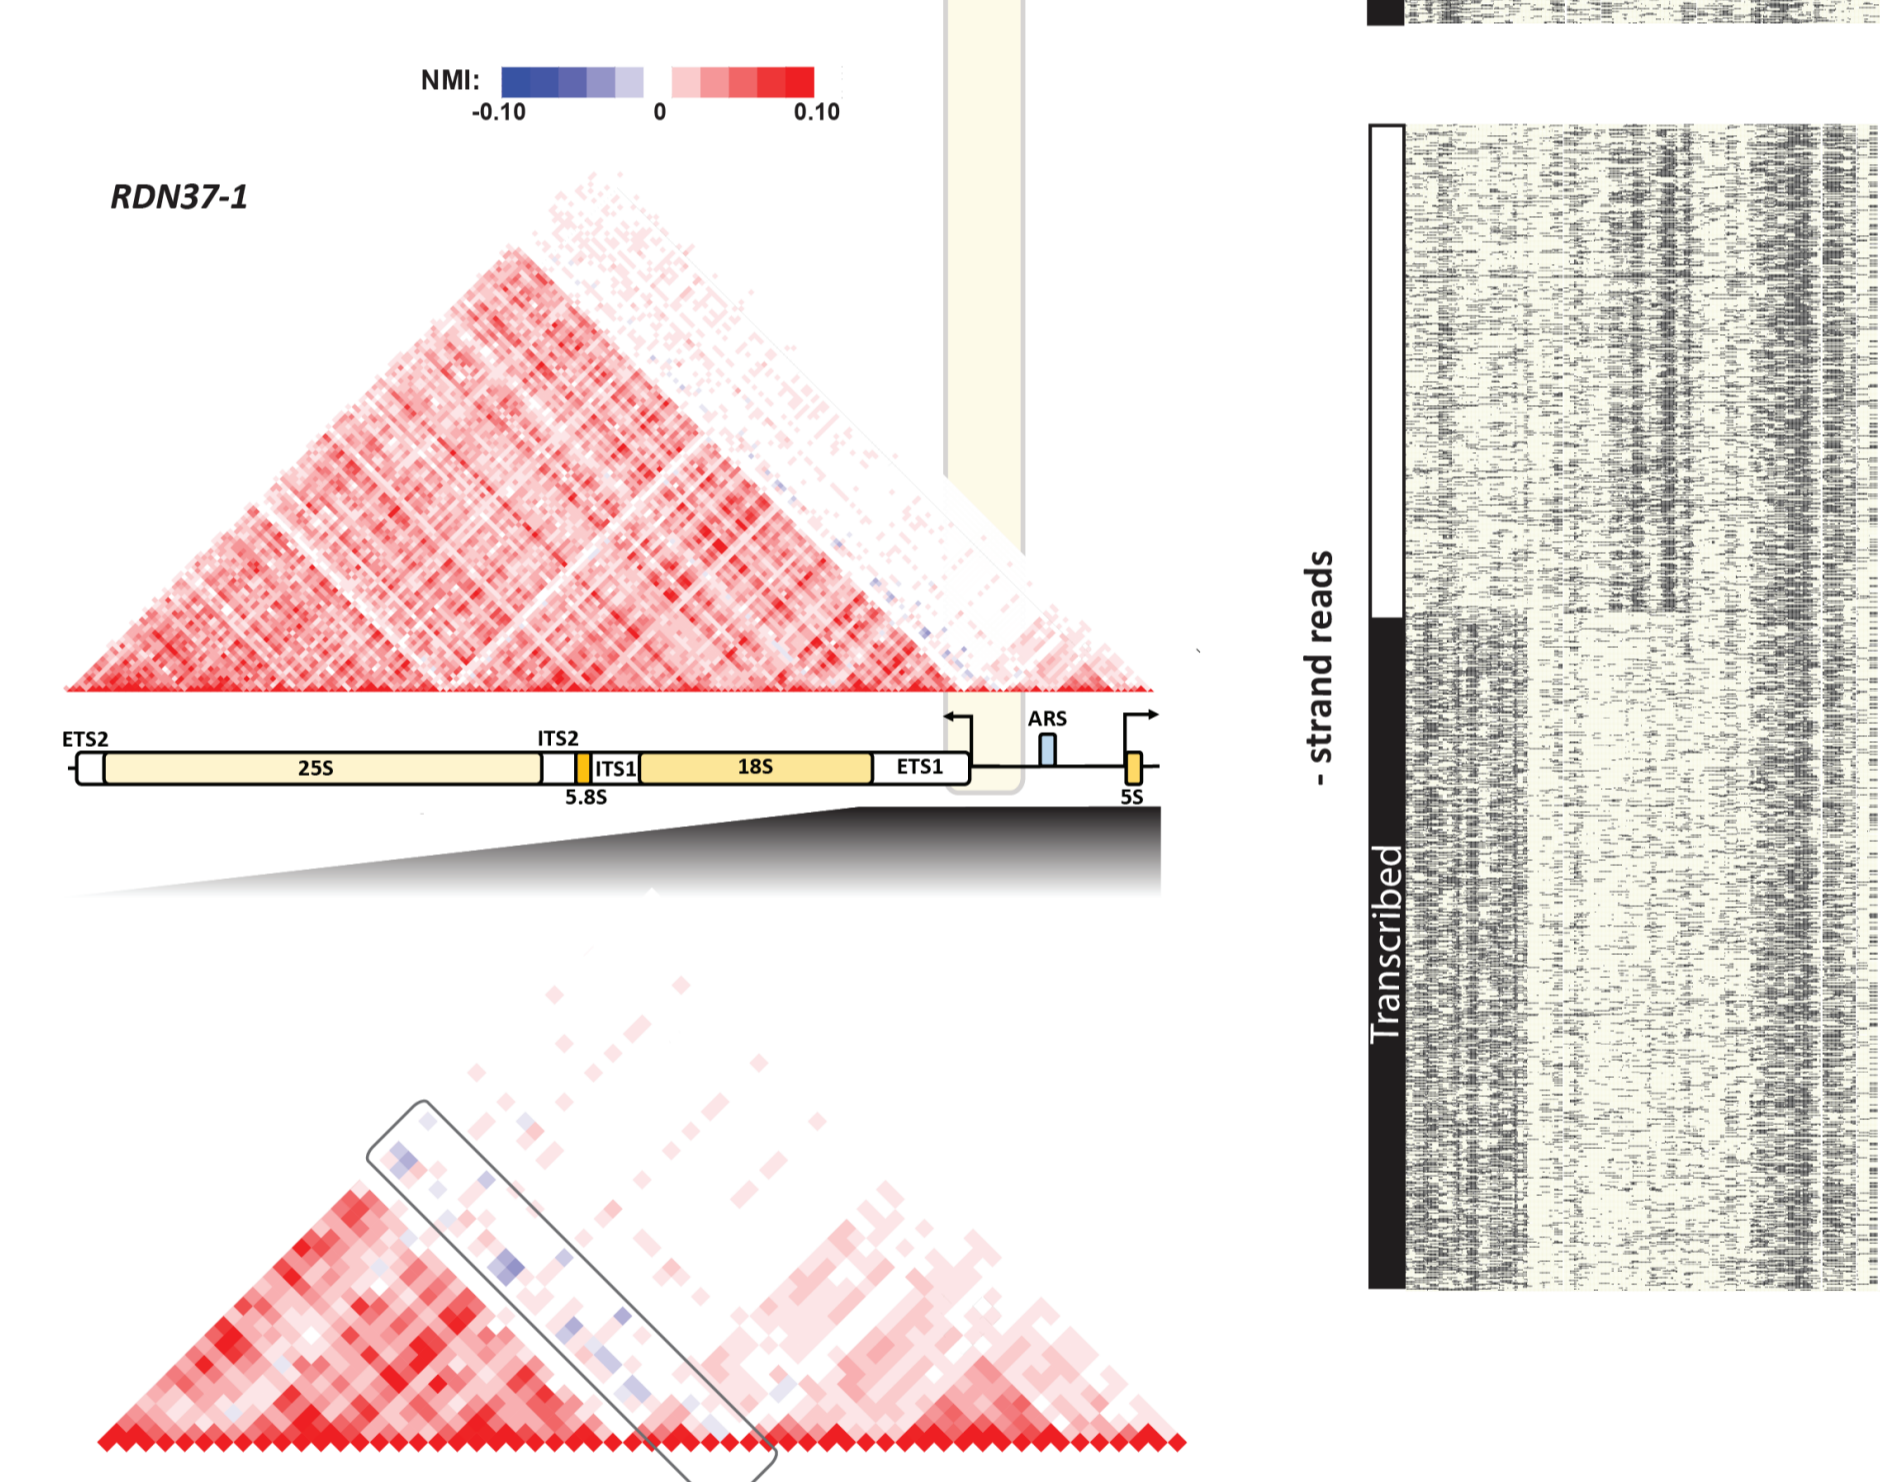 NMI:
-0.10 0 0.10
RDN37-1
ARS
ETS2 ITS2
25S ITS1 18S ETS1
5.8S 5S
- strand reads
Transcribed